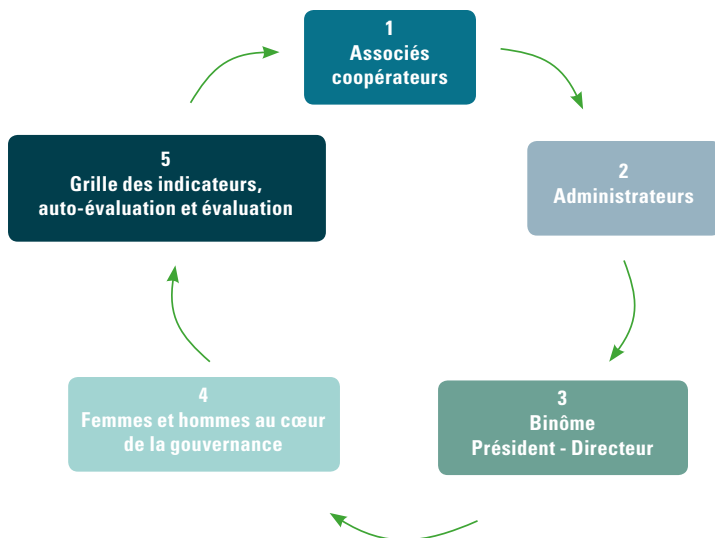 1
Associés
coopérateurs
2
Administrateurs
3
Binôme
Président - Directeur
4
Femmes et hommes au cœur
de la gouvernance
5
Grille des indicateurs,
auto-évaluation et évaluation